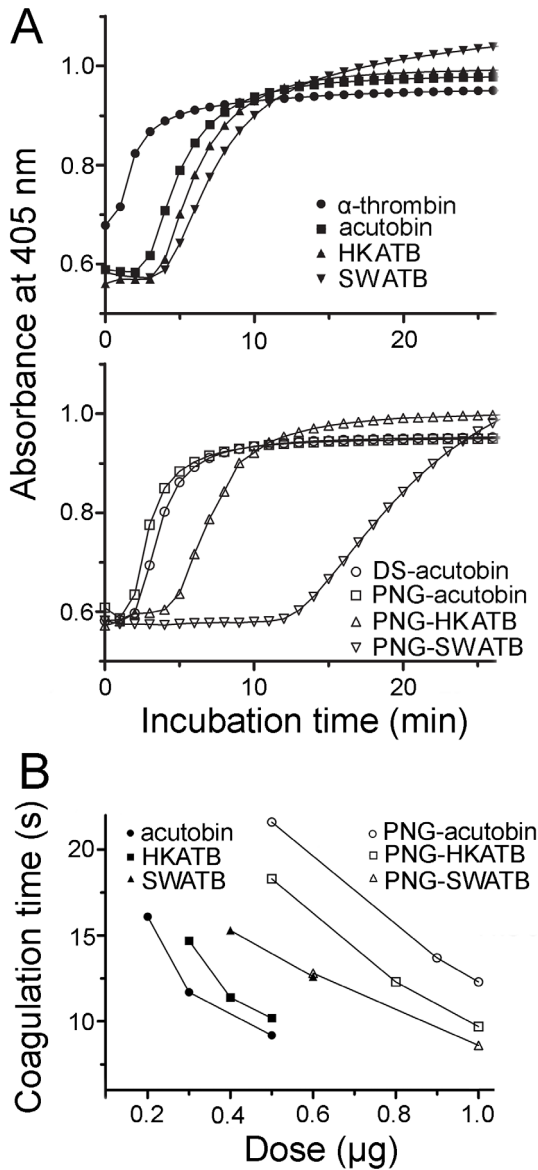 A
Absorbance at 405 nm
1.0
0.8
0.6
α-thrombin
acutobin
HKATB
SWATB
0
10
20
1.0
0.8
0.6
DS-acutobin
PNG-acutobin
PNG-HKATB
PNG-SWATB
0
10
20
Incubation time (min)
B
Coagulation time (s)
20
15
10
acutobin
HKATB
SWATB
PNG-acutobin
PNG-HKATB
PNG-SWATB
0.2
0.4
0.6
0.8
1.0
Dose (µg)